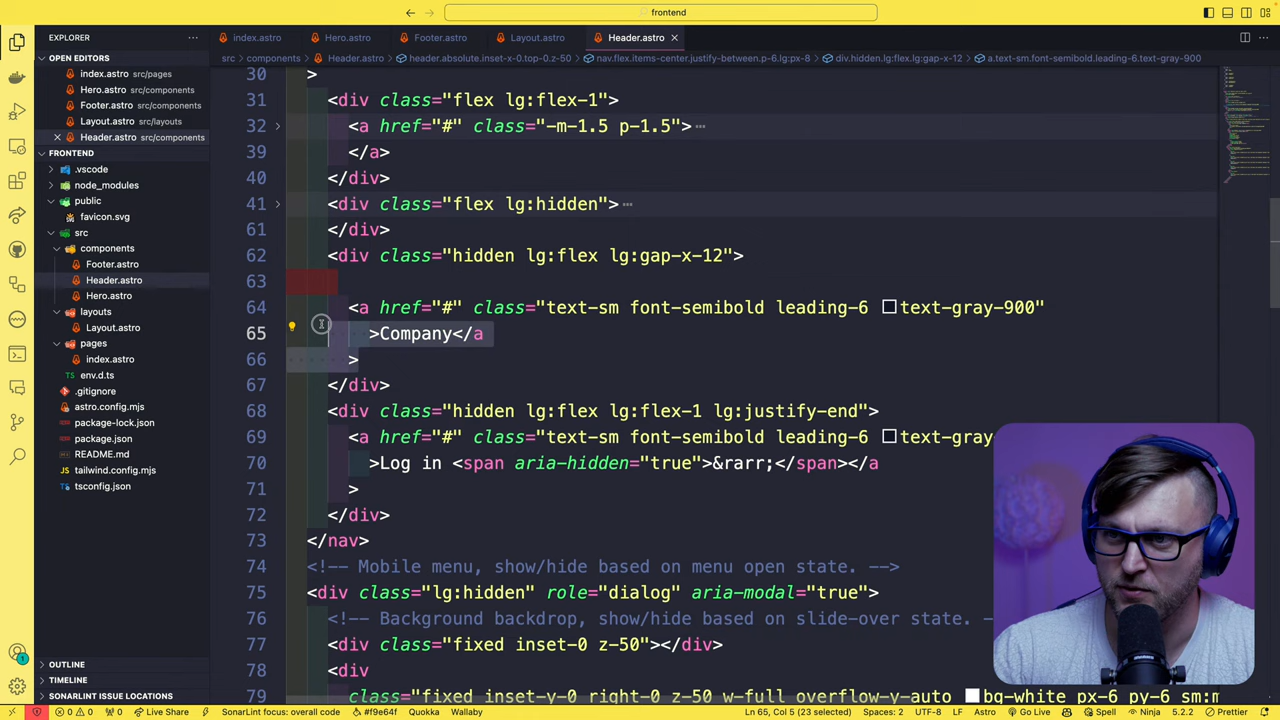 frontend
EXPLORER
index.astro
Hero.astro
Footer.astro
Layout.astro
Header.astro
OPEN EDITORS
src > components > Header.astro > header.absolute.inset-x-0.top-0.z-50 > nav.flex.items-center.justify-between.p-6.lg:px-8 > div.hidden.lg:flex.lg:gap-x-12 > a.text-sm.font-semibold.leading-6.text-gray-900
index.astro src/pages
Hero.astro src/components
Footer.astro src/components
Layout.astro src/layouts
Header.astro src/components
FRONTEND
.vscode
node_modules
public
favicon.svg
src
components
Footer.astro
Header.astro
Hero.astro
layouts
Layout.astro
pages
index.astro
env.d.ts
.gitignore
astro.config.mjs
package-lock.json
package.json
README.md
tailwind.config.mjs
tsconfig.json
OUTLINE
TIMELINE
SONARLINT ISSUE LOCATIONS
30 >
31 <div class="flex lg:flex-1">
32 <a href="#" class="-m-1.5 p-1.5">
39 </a>
40 </div>
41 <div class="flex lg:hidden">
61 </div>
62 <div class="hidden lg:flex lg:gap-x-12">
63
64 <a href="#" class="text-sm font-semibold leading-6 text-gray-900"
65 >Company</a
66 >
67 </div>
68 <div class="hidden lg:flex lg:flex-1 lg:justify-end">
69 <a href="#" class="text-sm font-semibold leading-6 text-gray-
70 >Log in <span aria-hidden="true">&rarr;</span></a
71 >
72 </div>
73 </nav>
74 <!-- Mobile menu, show/hide based on menu open state. -->
75 <div class="lg:hidden" role="dialog" aria-modal="true">
76 <!-- Background backdrop, show/hide based on slide-over state. -
77 <div class="fixed inset-0 z-50"></div>
78 <div
79 class="fixed inset-y-0 right-0 z-50 w-full overflow-y-auto bg-white px-6 py-6 sm:m
0 0 0 Live Share SonarLint focus: overall code #f9e64f Quokka Wallaby Ln 65, Col 5 (23 selected) Spaces: 2 UTF-8 LF Astro Go Live Spell Ninja 5.2.2 Prettier